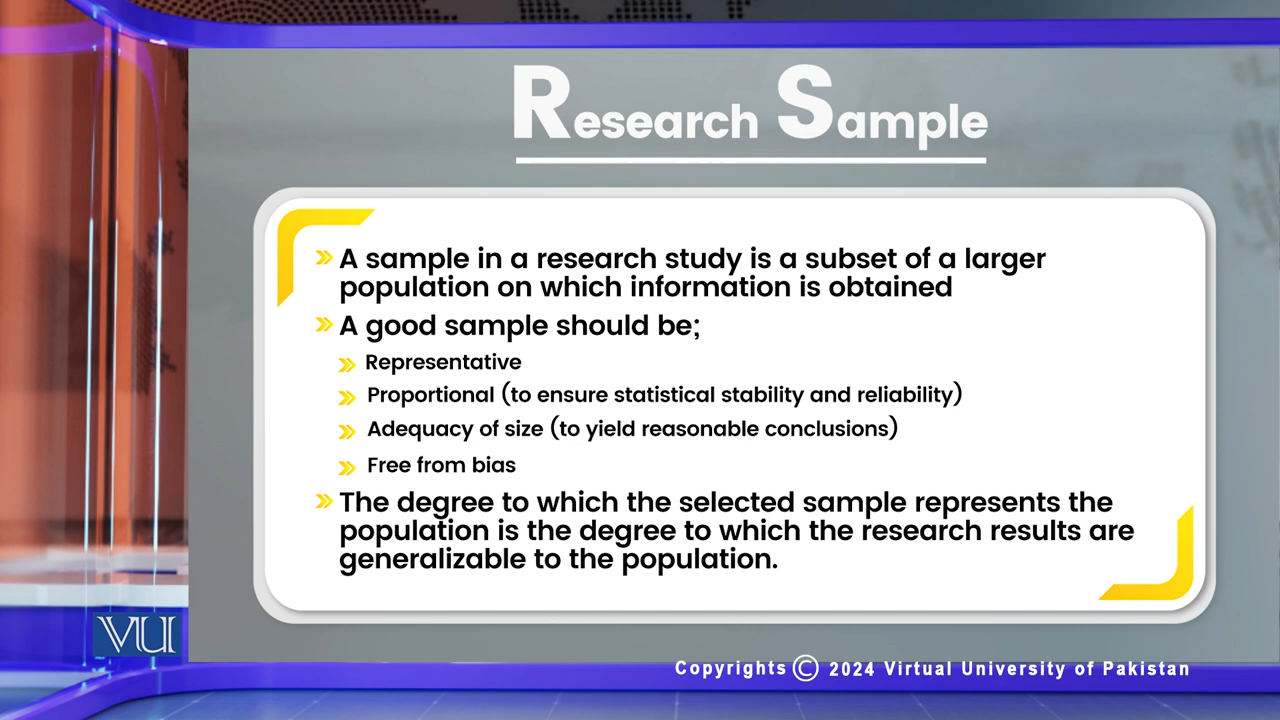 Research Sample
A sample in a research study is a subset of a larger
population on which information is obtained
A good sample should be;
Representative
Proportional (to ensure statistical stability and reliability)
Adequacy of size (to yield reasonable conclusions)
Free from bias
The degree to which the selected sample represents the
population is the degree to which the research results are
generalizable to the population.
VU
Copyrights © 2024 Virtual University of Pakistan